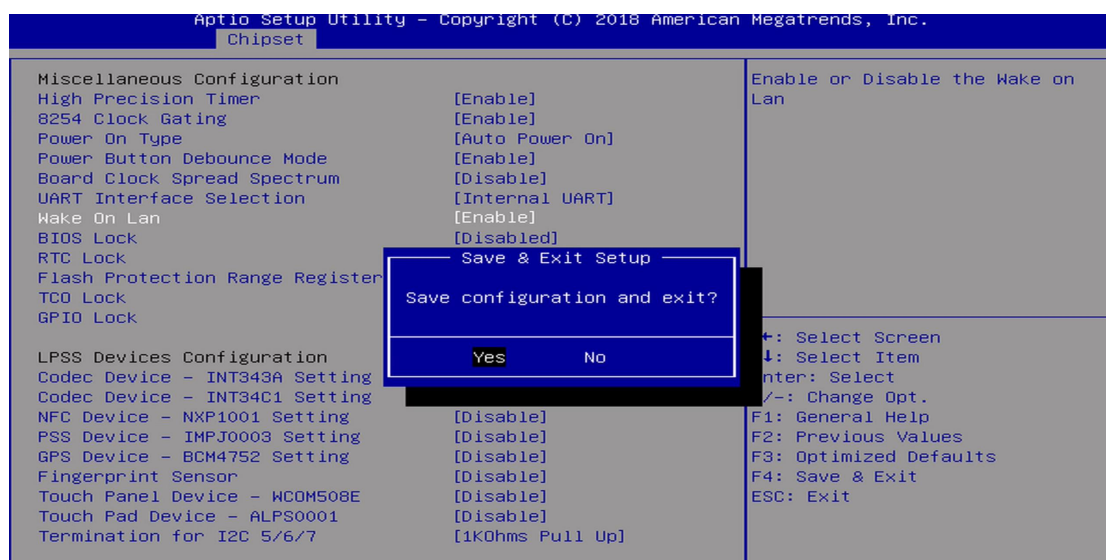 Aptio Setup Utility – Copyright (C) 2018 American Megatrends, Inc.
Chipset
Miscellaneous Configuration
High Precision Timer [Enable]
8254 Clock Gating [Enable]
Power On Type [Auto Power On]
Power Button Debounce Mode [Enable]
Board Clock Spread Spectrum [Disable]
UART Interface Selection [Internal UART]
Wake On Lan [Enable]
BIOS Lock [Disabled]
RTC Lock
Flash Protection Range Register
TCO Lock
GPIO Lock
LPSS Devices Configuration
Codec Device – INT343A Setting
Codec Device – INT34C1 Setting
NFC Device – NXP1001 Setting [Disable]
PSS Device – IMPJ0003 Setting [Disable]
GPS Device – BCM4752 Setting [Disable]
Fingerprint Sensor [Disable]
Touch Panel Device – WCOM508E [Disable]
Touch Pad Device – ALPS0001 [Disable]
Termination for I2C 5/6/7 [1KOhms Pull Up]
Save & Exit Setup
Save configuration and exit?
Yes No
Enable or Disable the Wake on
Lan
: Select Screen
: Select Item
nter: Select
/-: Change Opt.
F1: General Help
F2: Previous Values
F3: Optimized Defaults
F4: Save & Exit
ESC: Exit